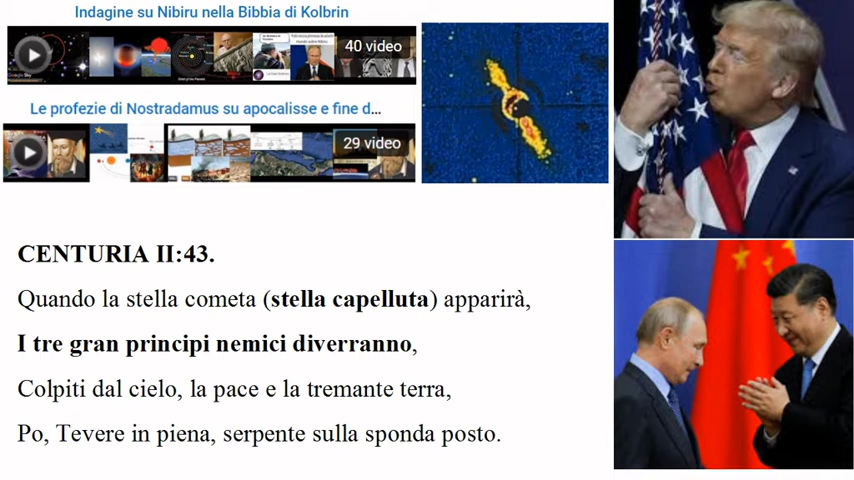 Indagine su Nibiru nella Bibbia di Kolbrin
40 video
Le profezie di Nostradamus su apocalisse e fine d...
29 video
CENTURIA II:43.
Quando la stella cometa (stella capelluta) apparirà,
I tre gran principi nemici diverranno,
Colpiti dal cielo, la pace e la tremante terra,
Po, Tevere in piena, serpente sulla sponda posto.